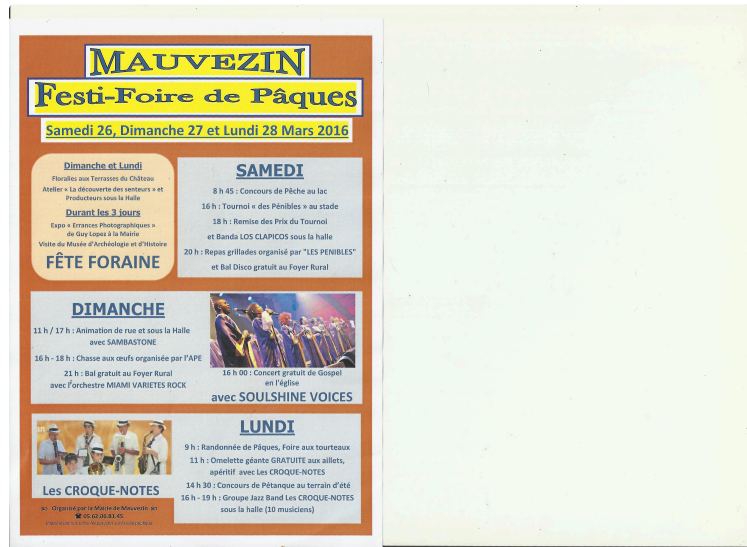 MAUVEZIN
Festi-Foire de Pâques
Samedi 26, Dimanche 27 et Lundi 28 Mars 2016
Dimanche et Lundi
Floralies aux Terrasses du Château
Atelier « La découverte des senteurs » et
Producteurs sous la Halle
Durant les 3 jours
Expo « Errances Photographiques »
de Guy Lopez à la Mairie
Visite du Musée d'Archéologie et d'Histoire
FÊTE FORAINE
SAMEDI
8 h 45 : Concours de Pêche au lac
16 h : Tournoi « des Pénibles » au stade
18 h : Remise des Prix du Tournoi
et Banda LOS CLAPICOS sous la halle
20 h : Repas grillades organisé par "LES PENIBLES"
et Bal Disco gratuit au Foyer Rural
DIMANCHE
11 h / 17 h : Animation de rue et sous la Halle
avec SAMBASTONE
16 h - 18 h : Chasse aux œufs organisée par l'APE
21 h : Bal gratuit au Foyer Rural
avec l'orchestre MIAMI VARIETES ROCK
16 h 00 : Concert gratuit de Gospel
en l'église
avec SOULSHINE VOICES
Les CROQUE-NOTES
LUNDI
9 h : Randonnée de Pâques, Foire aux tourteaux
11 h : Omelette géante GRATUITE aux aillets,
apéritif avec Les CROQUE-NOTES
14 h 30 : Concours de Pétanque au terrain d'été
16 h - 19 h : Groupe Jazz Band Les CROQUE-NOTES
sous la halle (10 musiciens)
Organisé par la Mairie de Mauvezin
☎ 05.62.06.81.45